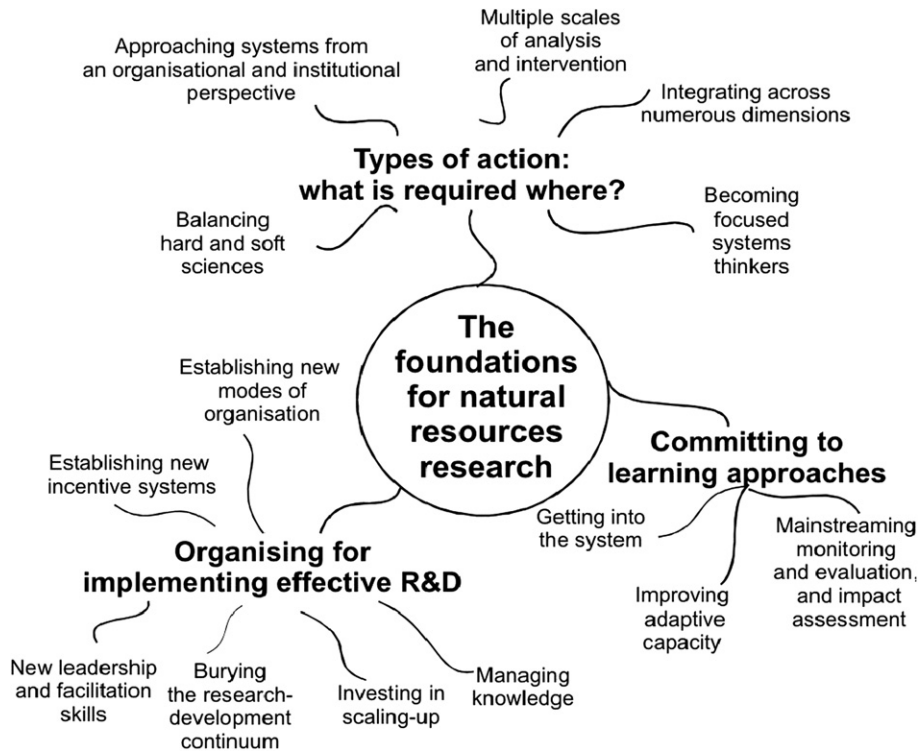 Approaching systems from
an organisational and institutional
perspective
Multiple scales
of analysis
and intervention
Integrating across
numerous dimensions
Types of action:
what is required where?
Balancing
hard and soft
sciences
Becoming
focused
systems
thinkers
The
foundations
for natural
resources
research
Establishing new
modes of
organisation
Establishing new
incentive systems
Organising for
implementing effective R&D
New leadership
and facilitation
skills
Burying
the research-
development
continuum
Investing in
scaling-up
Managing
knowledge
Committing to
learning approaches
Getting into
the system
Improving
adaptive
capacity
Mainstreaming
monitoring
and evaluation,
and impact
assessment